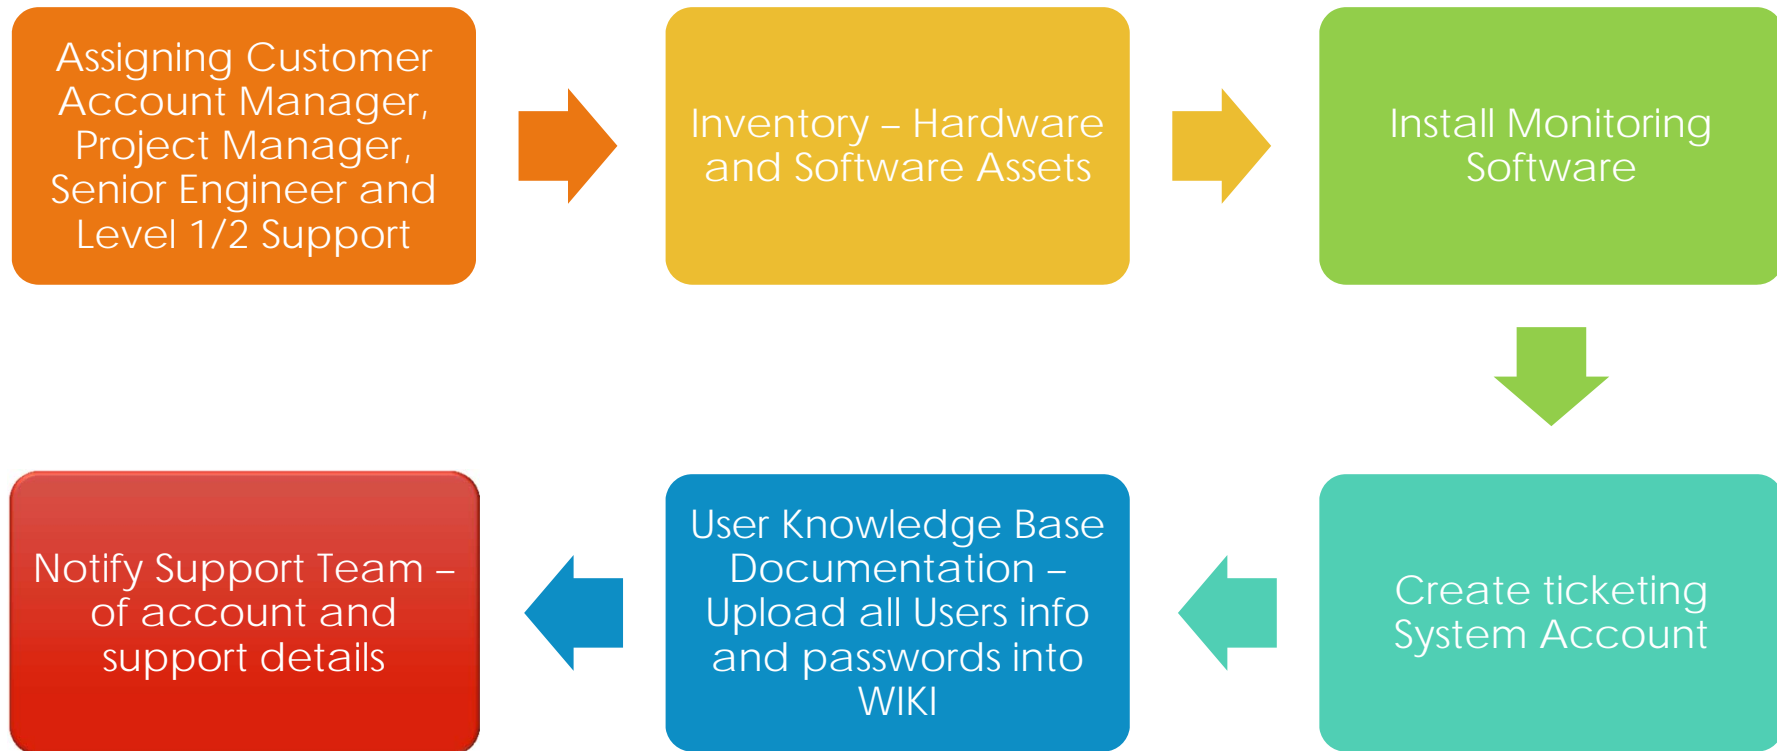 Assigning Customer
Account Manager,
Project Manager,
Senior Engineer and
Level 1/2 Support
Inventory – Hardware
and Software Assets
Install Monitoring
Software
Create ticketing
System Account
User Knowledge Base
Documentation –
Upload all Users info
and passwords into
WIKI
Notify Support Team –
of account and
support details